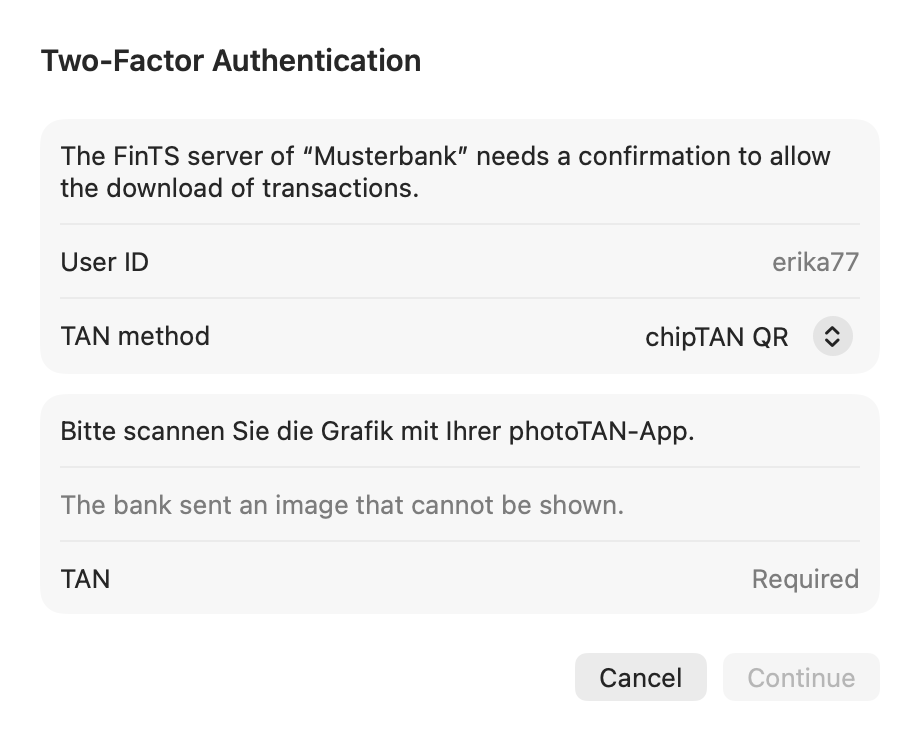 Two-Factor Authentication
The FinTS server of “Musterbank” needs a confirmation to allow
the download of transactions.
User ID
erika77
TAN method
chipTAN QR
Bitte scannen Sie die Grafik mit Ihrer photoTAN-App.
The bank sent an image that cannot be shown.
TAN
Required
Cancel
Continue